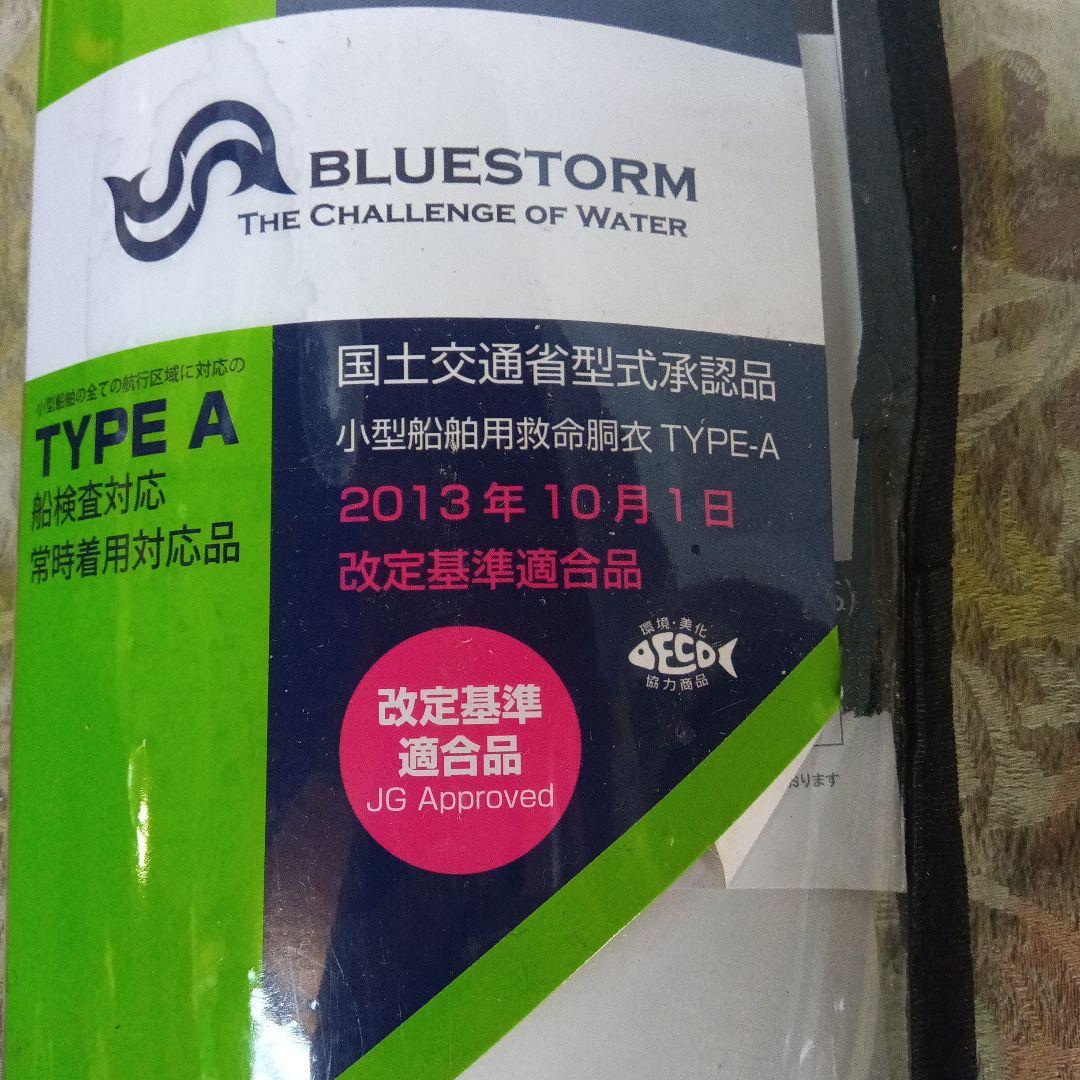 BLUESTORM
THE CHALLENGE OF WATER
小型船舶の全ての航行区域に対応の
TYPE A
船検査対応
常時着用対応品
国土交通省型式承認品
小型船舶用救命胴衣 TYPE-A
2013年10月1日
改定基準適合品
環境・美化
ECO
協力商品
改定基準
適合品
JG Approved
5)
おります